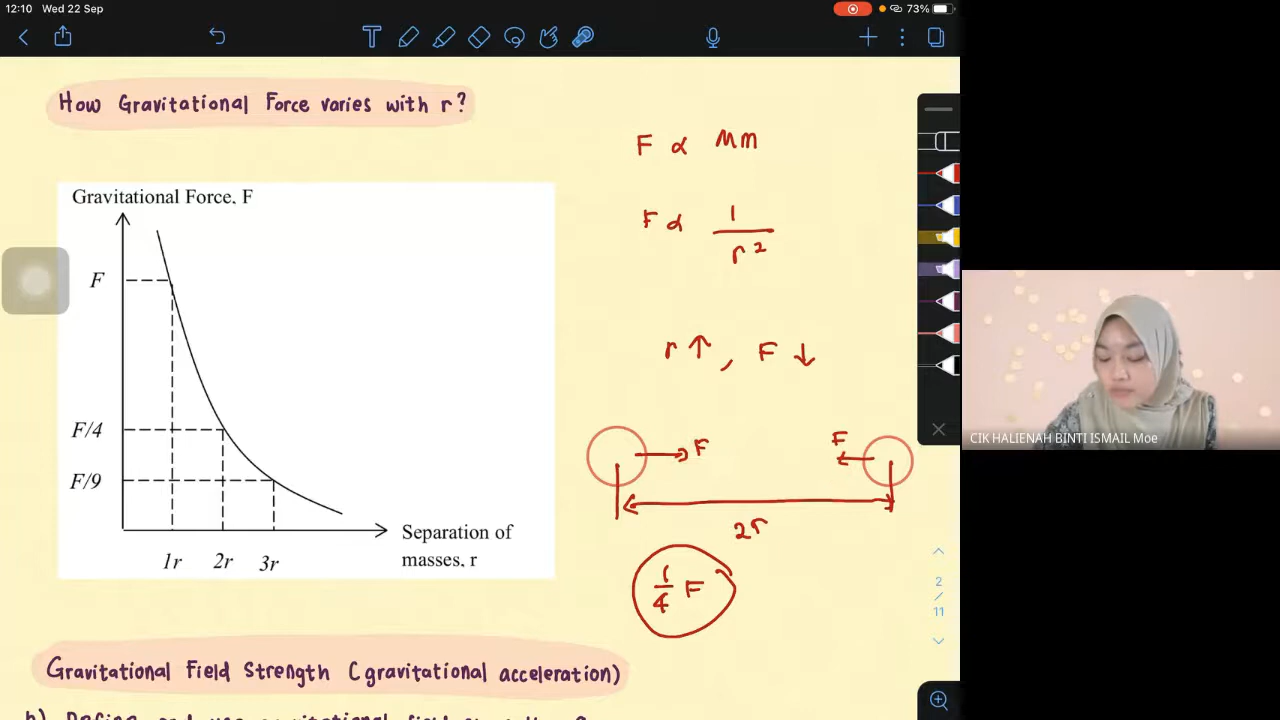 12:10 Wed 22 Sep
73%
How Gravitational Force varies with r?
Gravitational Force, F
F
F/4
F/9
1r 2r 3r
Separation of
masses, r
F ∝ Mm
F ∝ 1/r²
r ↑, F ↓
F F
2r
1/4 F
2
/
11
CIK HALIENAH BINTI ISMAIL Moe
Gravitational Field Strength (gravitational acceleration)